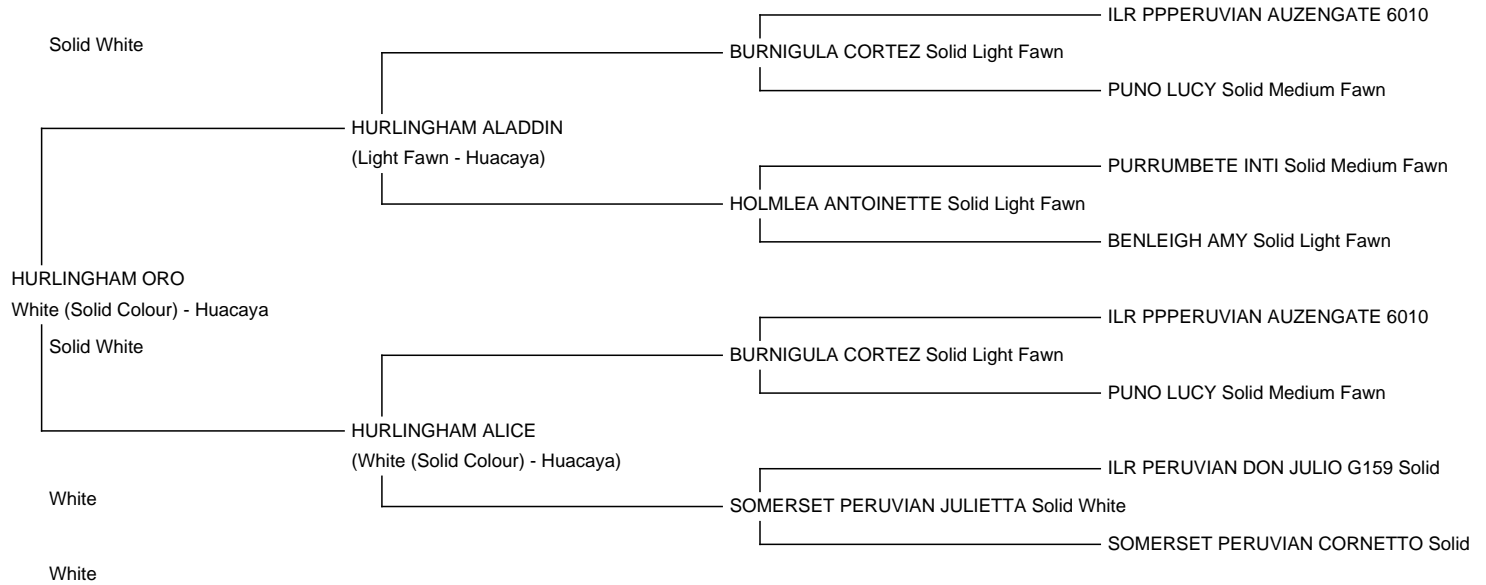 ILR PPPERUVIAN AUZENGATE 6010
Solid White
BURNIGULA CORTEZ Solid Light Fawn
PUNO LUCY Solid Medium Fawn
HURLINGHAM ALADDIN
(Light Fawn - Huacaya)
PURRUMBETE INTI Solid Medium Fawn
HOLMLEA ANTOINETTE Solid Light Fawn
BENLEIGH AMY Solid Light Fawn
HURLINGHAM ORO
White (Solid Colour) - Huacaya
ILR PPPERUVIAN AUZENGATE 6010
Solid White
BURNIGULA CORTEZ Solid Light Fawn
PUNO LUCY Solid Medium Fawn
HURLINGHAM ALICE
(White (Solid Colour) - Huacaya)
ILR PERUVIAN DON JULIO G159 Solid
White
SOMERSET PERUVIAN JULIETTA Solid White
SOMERSET PERUVIAN CORNETTO Solid
White